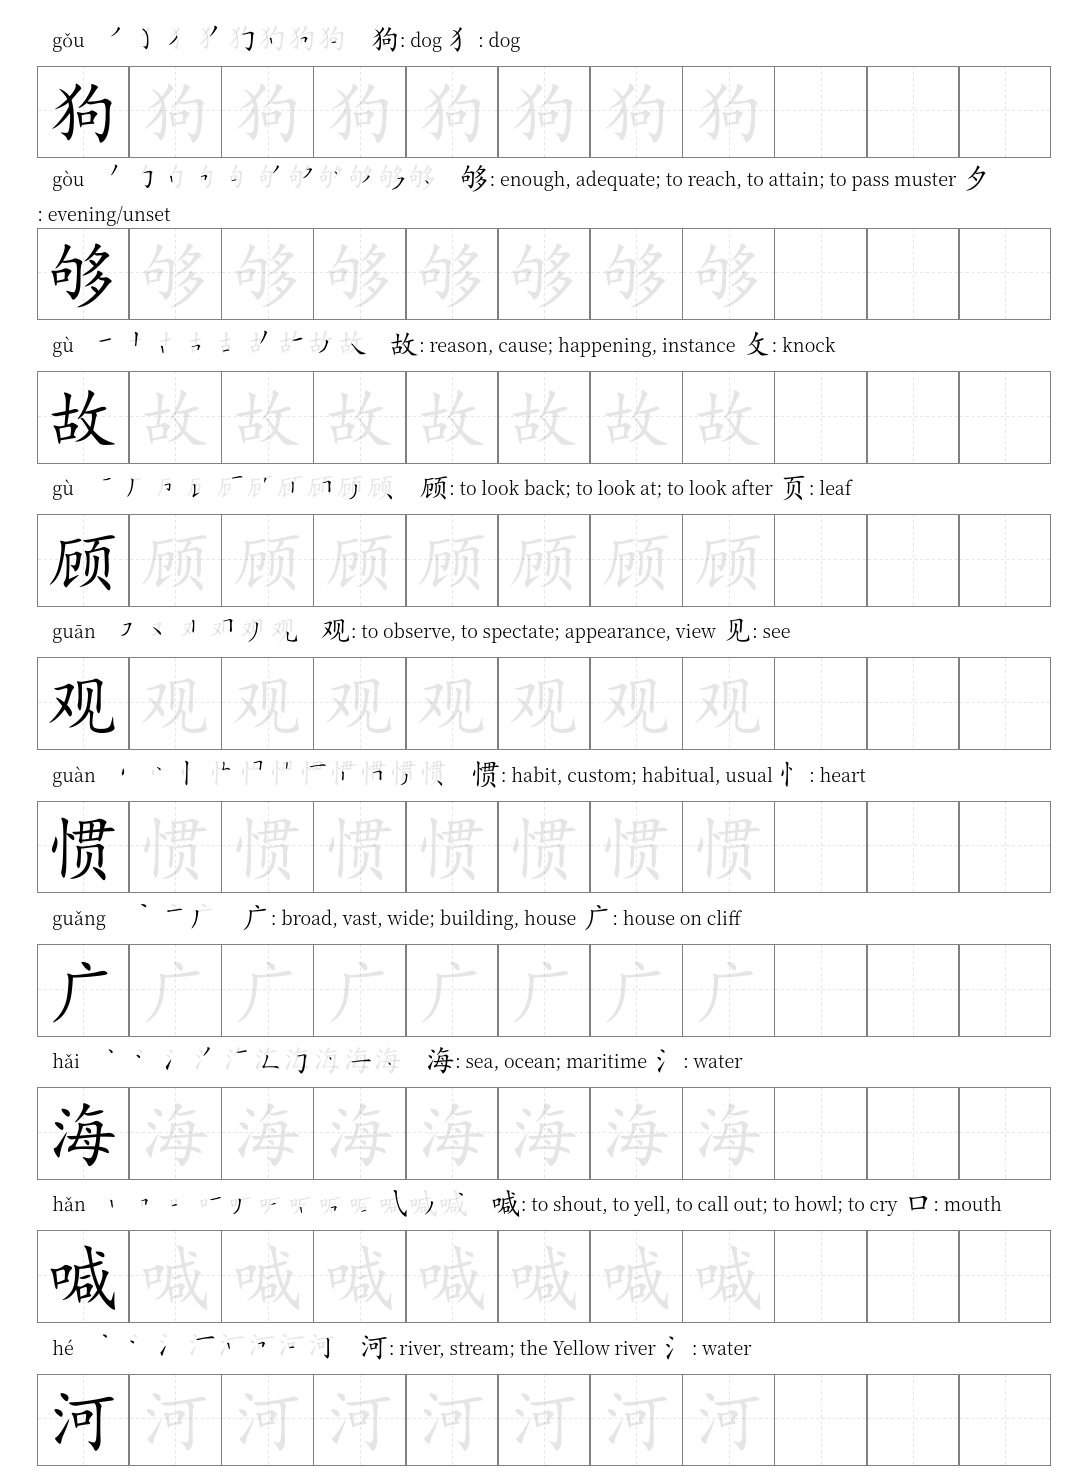 gǒu 狗: dog 犭: dog
狗 狗 狗 狗 狗 狗 狗 狗
gòu 够: enough, adequate; to reach, to attain; to pass muster 夕
: evening/unset
够 够 够 够 够 够 够 够
gù 故: reason, cause; happening, instance 攵: knock
故 故 故 故 故 故 故 故
gù 顾: to look back; to look at; to look after 页: leaf
顾 顾 顾 顾 顾 顾 顾 顾
guān 观: to observe, to spectate; appearance, view 见: see
观 观 观 观 观 观 观 观
guàn 惯: habit, custom; habitual, usual 忄: heart
惯 惯 惯 惯 惯 惯 惯 惯
guǎng 广: broad, vast, wide; building, house 广: house on cliff
广 广 广 广 广 广 广 广
hǎi 海: sea, ocean; maritime 氵: water
海 海 海 海 海 海 海 海
hǎn 喊: to shout, to yell, to call out; to howl; to cry 口: mouth
喊 喊 喊 喊 喊 喊 喊 喊
hé 河: river, stream; the Yellow river 氵: water
河 河 河 河 河 河 河 河